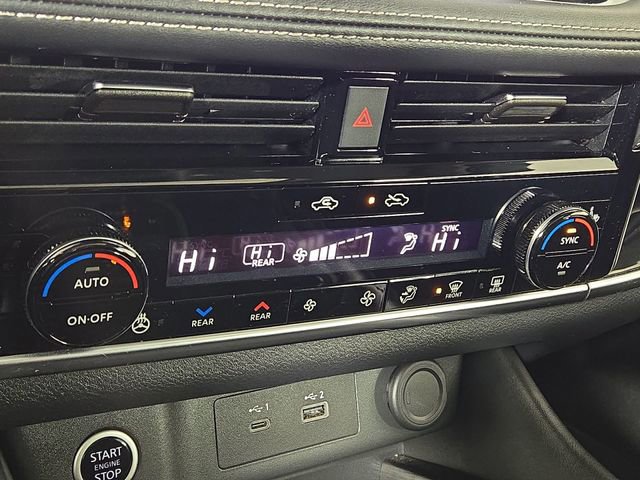 Hi
Hi
REAR
SYNC
Hi
AUTO
ON·OFF
REAR
REAR
FRONT
REAR
SYNC
A/C
1
2
START
ENGINE
STOP